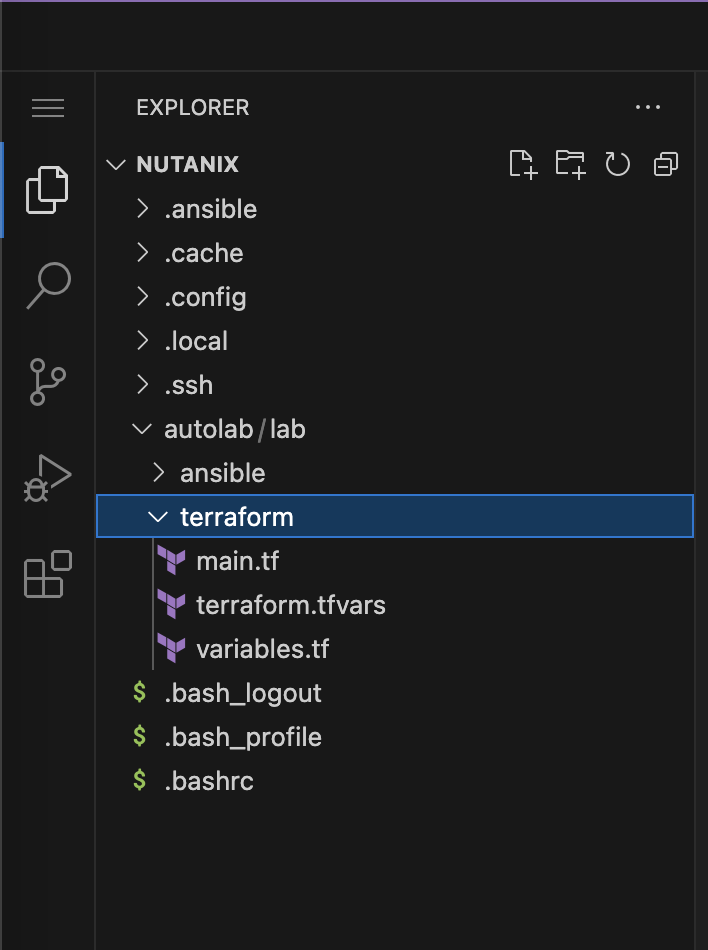 EXPLORER
NUTANIX
.ansible
.cache
.config
.local
.ssh
autolab/lab
ansible
terraform
main.tf
terraform.tfvars
variables.tf
$ .bash_logout
$ .bash_profile
$ .bashrc